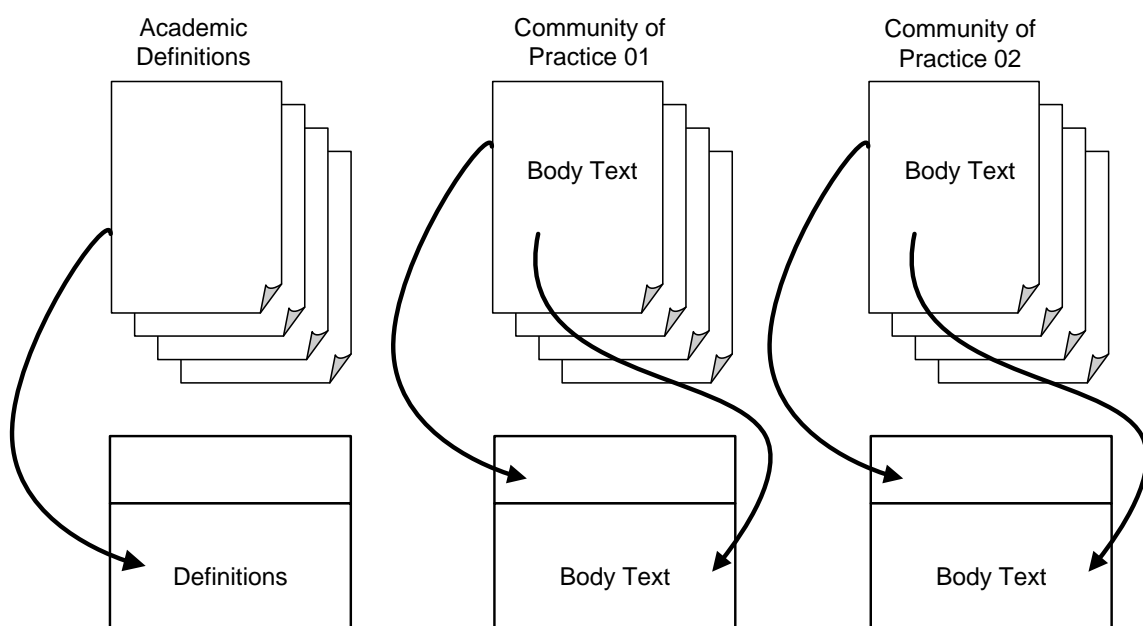 Academic
Definitions
Community of
Practice 01
Community of
Practice 02
Body Text
Body Text
Definitions
Body Text
Body Text